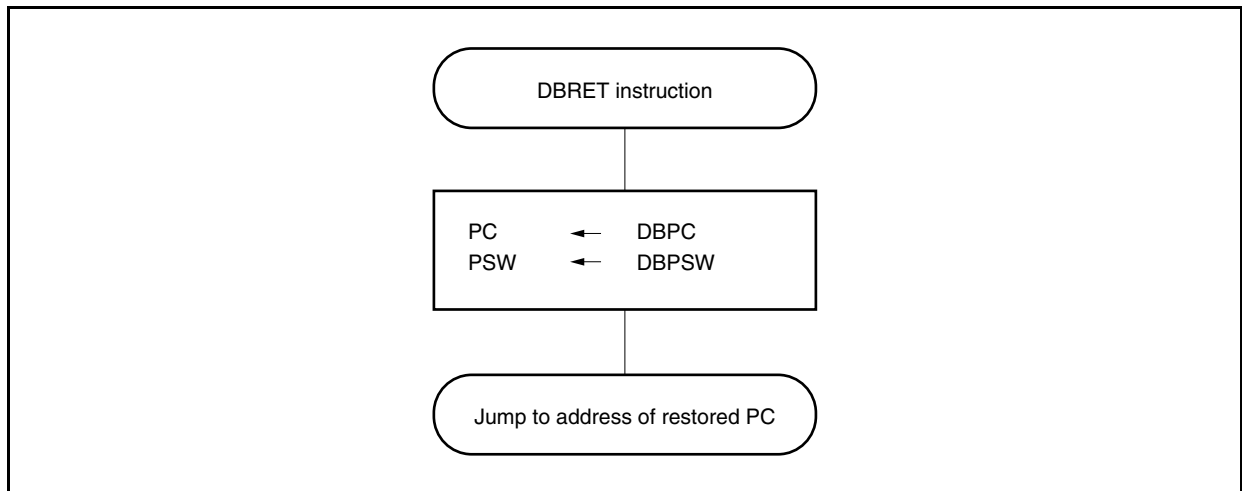 DBRET instruction
PC ← DBPC
PSW ← DBPSW
Jump to address of restored PC